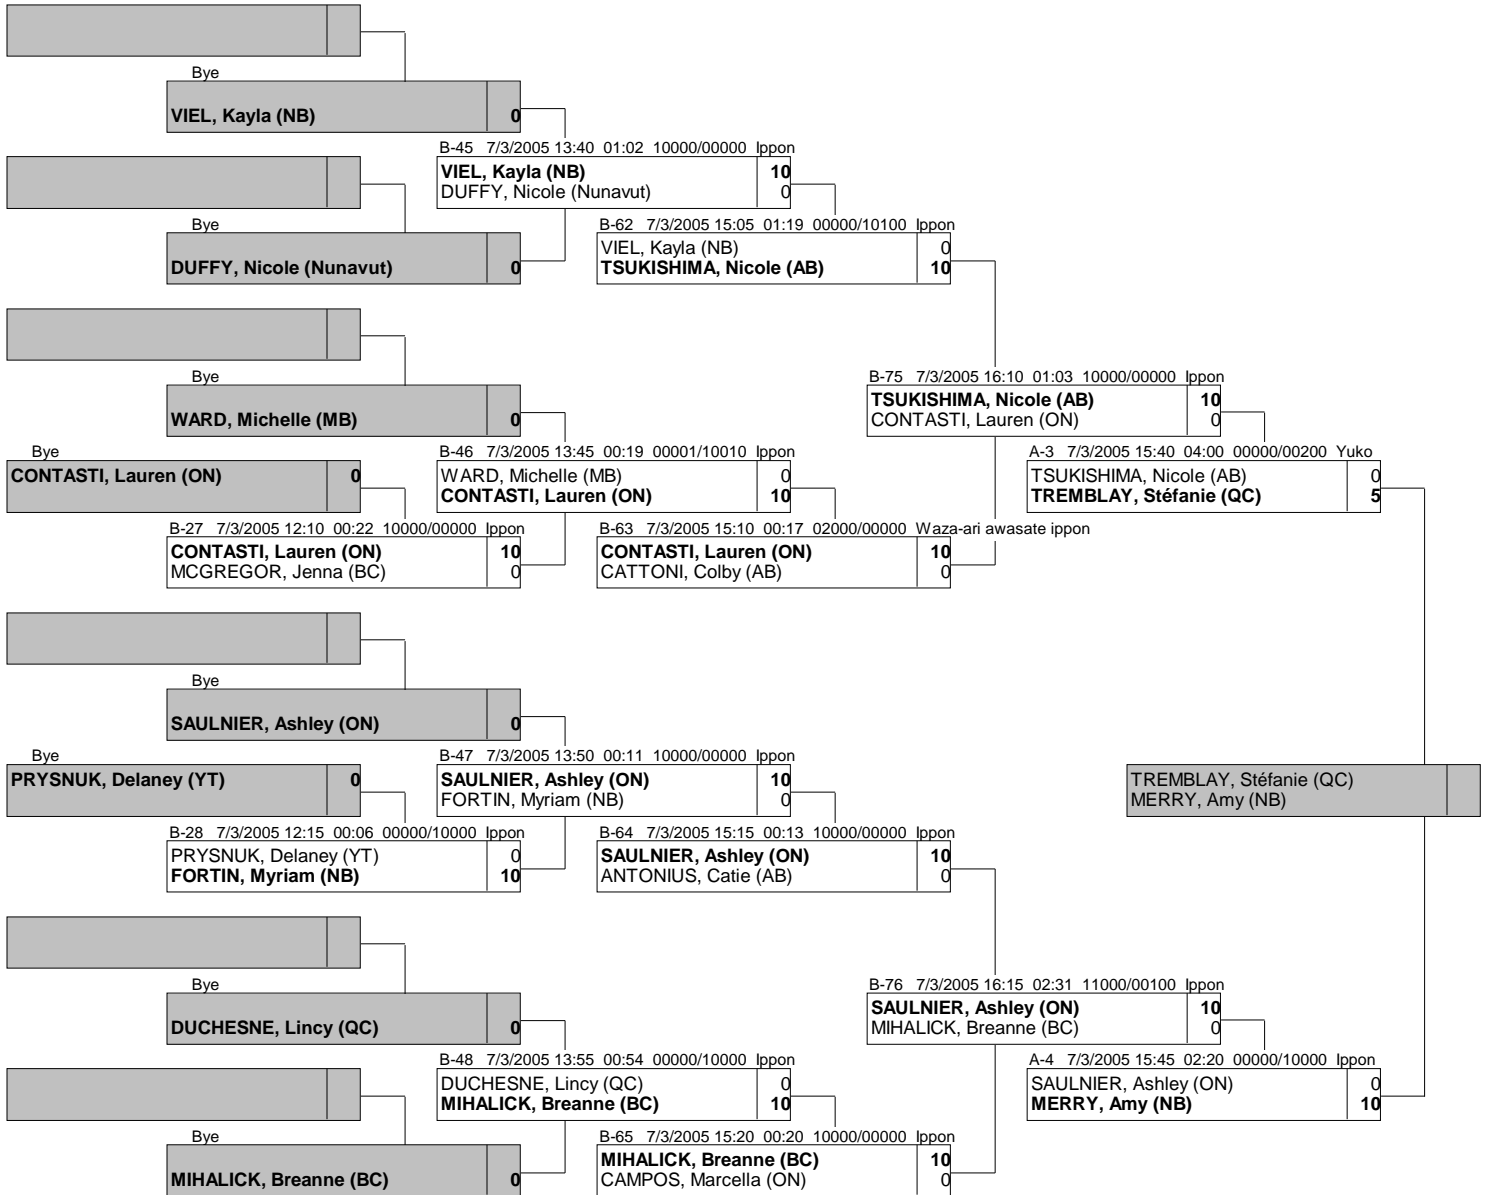 Bye
VIEL, Kayla (NB) 0
B-45 7/3/2005 13:40 01:02 10000/00000 Ippon
VIEL, Kayla (NB) 10
DUFFY, Nicole (Nunavut) 0
Bye
DUFFY, Nicole (Nunavut) 0
B-62 7/3/2005 15:05 01:19 00000/10100 Ippon
VIEL, Kayla (NB) 0
TSUKISHIMA, Nicole (AB) 10
B-75 7/3/2005 16:10 01:03 10000/00000 Ippon
TSUKISHIMA, Nicole (AB) 10
CONTASTI, Lauren (ON) 0
Bye
WARD, Michelle (MB) 0
Bye
CONTASTI, Lauren (ON) 0
B-46 7/3/2005 13:45 00:19 00001/10010 Ippon
WARD, Michelle (MB) 0
CONTASTI, Lauren (ON) 10
A-3 7/3/2005 15:40 04:00 00000/00200 Yuko
TSUKISHIMA, Nicole (AB) 0
TREMBLAY, Stéfanie (QC) 5
B-27 7/3/2005 12:10 00:22 10000/00000 Ippon
CONTASTI, Lauren (ON) 10
MCGREGOR, Jenna (BC) 0
B-63 7/3/2005 15:10 00:17 02000/00000 Waza-ari awasate ippon
CONTASTI, Lauren (ON) 10
CATTONI, Colby (AB) 0
Bye
SAULNIER, Ashley (ON) 0
Bye
PRYSNUK, Delaney (YT) 0
B-47 7/3/2005 13:50 00:11 10000/00000 Ippon
SAULNIER, Ashley (ON) 10
FORTIN, Myriam (NB) 0
TREMBLAY, Stéfanie (QC)
MERRY, Amy (NB)
B-28 7/3/2005 12:15 00:06 00000/10000 Ippon
PRYSNUK, Delaney (YT) 0
FORTIN, Myriam (NB) 10
B-64 7/3/2005 15:15 00:13 10000/00000 Ippon
SAULNIER, Ashley (ON) 10
ANTONIUS, Catie (AB) 0
Bye
DUCHESNE, Lincy (QC) 0
B-76 7/3/2005 16:15 02:31 11000/00100 Ippon
SAULNIER, Ashley (ON) 10
MIHALICK, Breanne (BC) 0
B-48 7/3/2005 13:55 00:54 00000/10000 Ippon
DUCHESNE, Lincy (QC) 0
MIHALICK, Breanne (BC) 10
A-4 7/3/2005 15:45 02:20 00000/10000 Ippon
SAULNIER, Ashley (ON) 0
MERRY, Amy (NB) 10
Bye
MIHALICK, Breanne (BC) 0
B-65 7/3/2005 15:20 00:20 10000/00000 Ippon
MIHALICK, Breanne (BC) 10
CAMPOS, Marcella (ON) 0